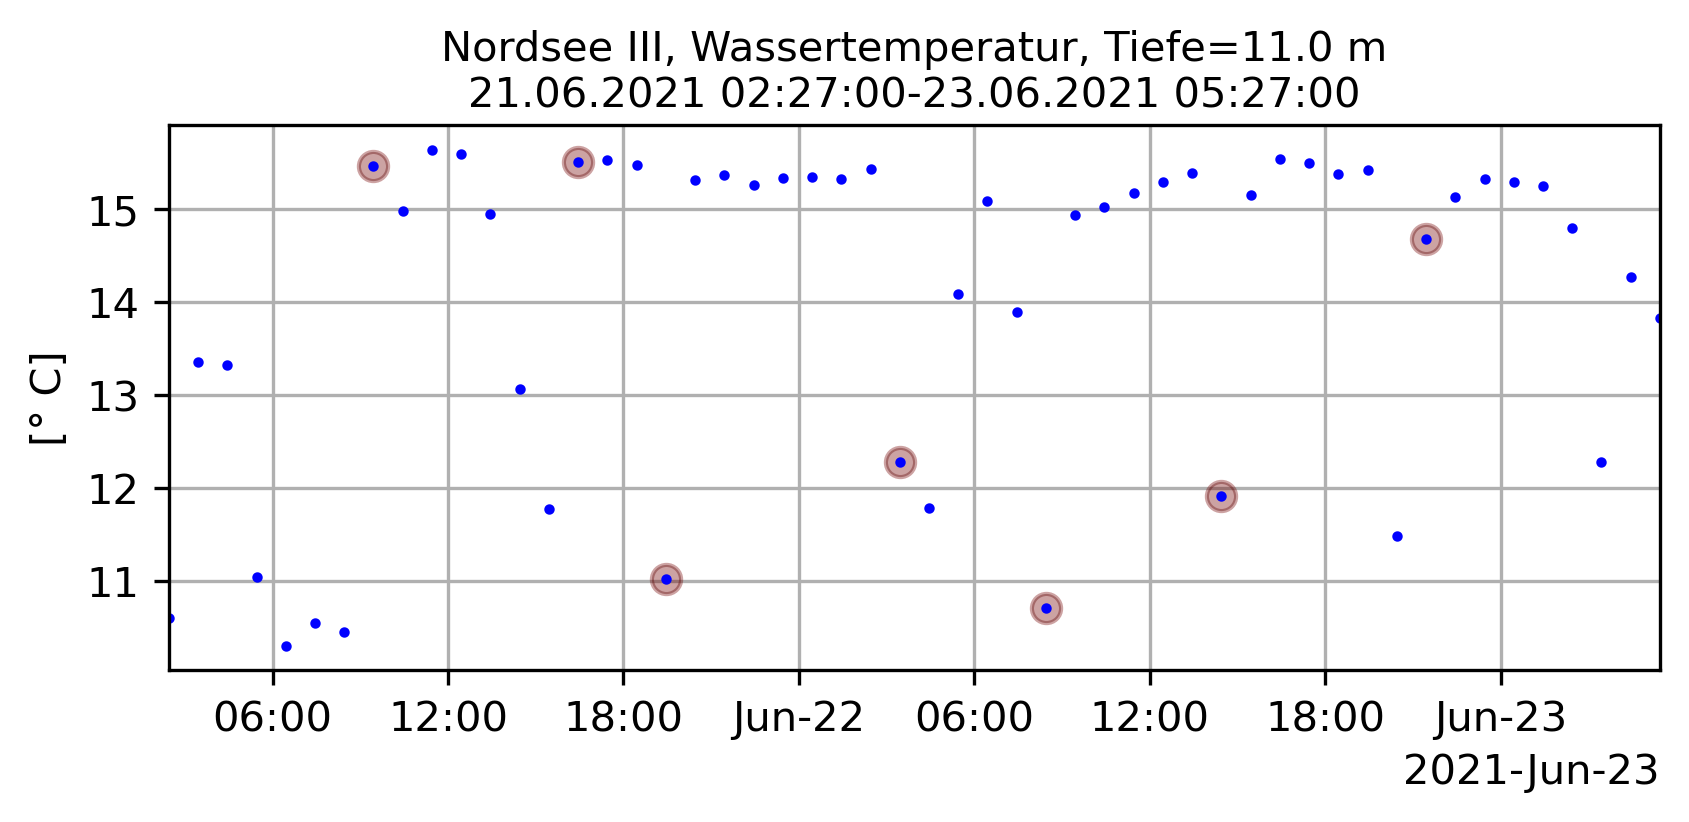 Nordsee III, Wassertemperatur, Tiefe=11.0 m
21.06.2021 02:27:00-23.06.2021 05:27:00
[° C]
15
14
13
12
11
06:00 12:00 18:00 Jun-22 06:00 12:00 18:00 Jun-23
2021-Jun-23